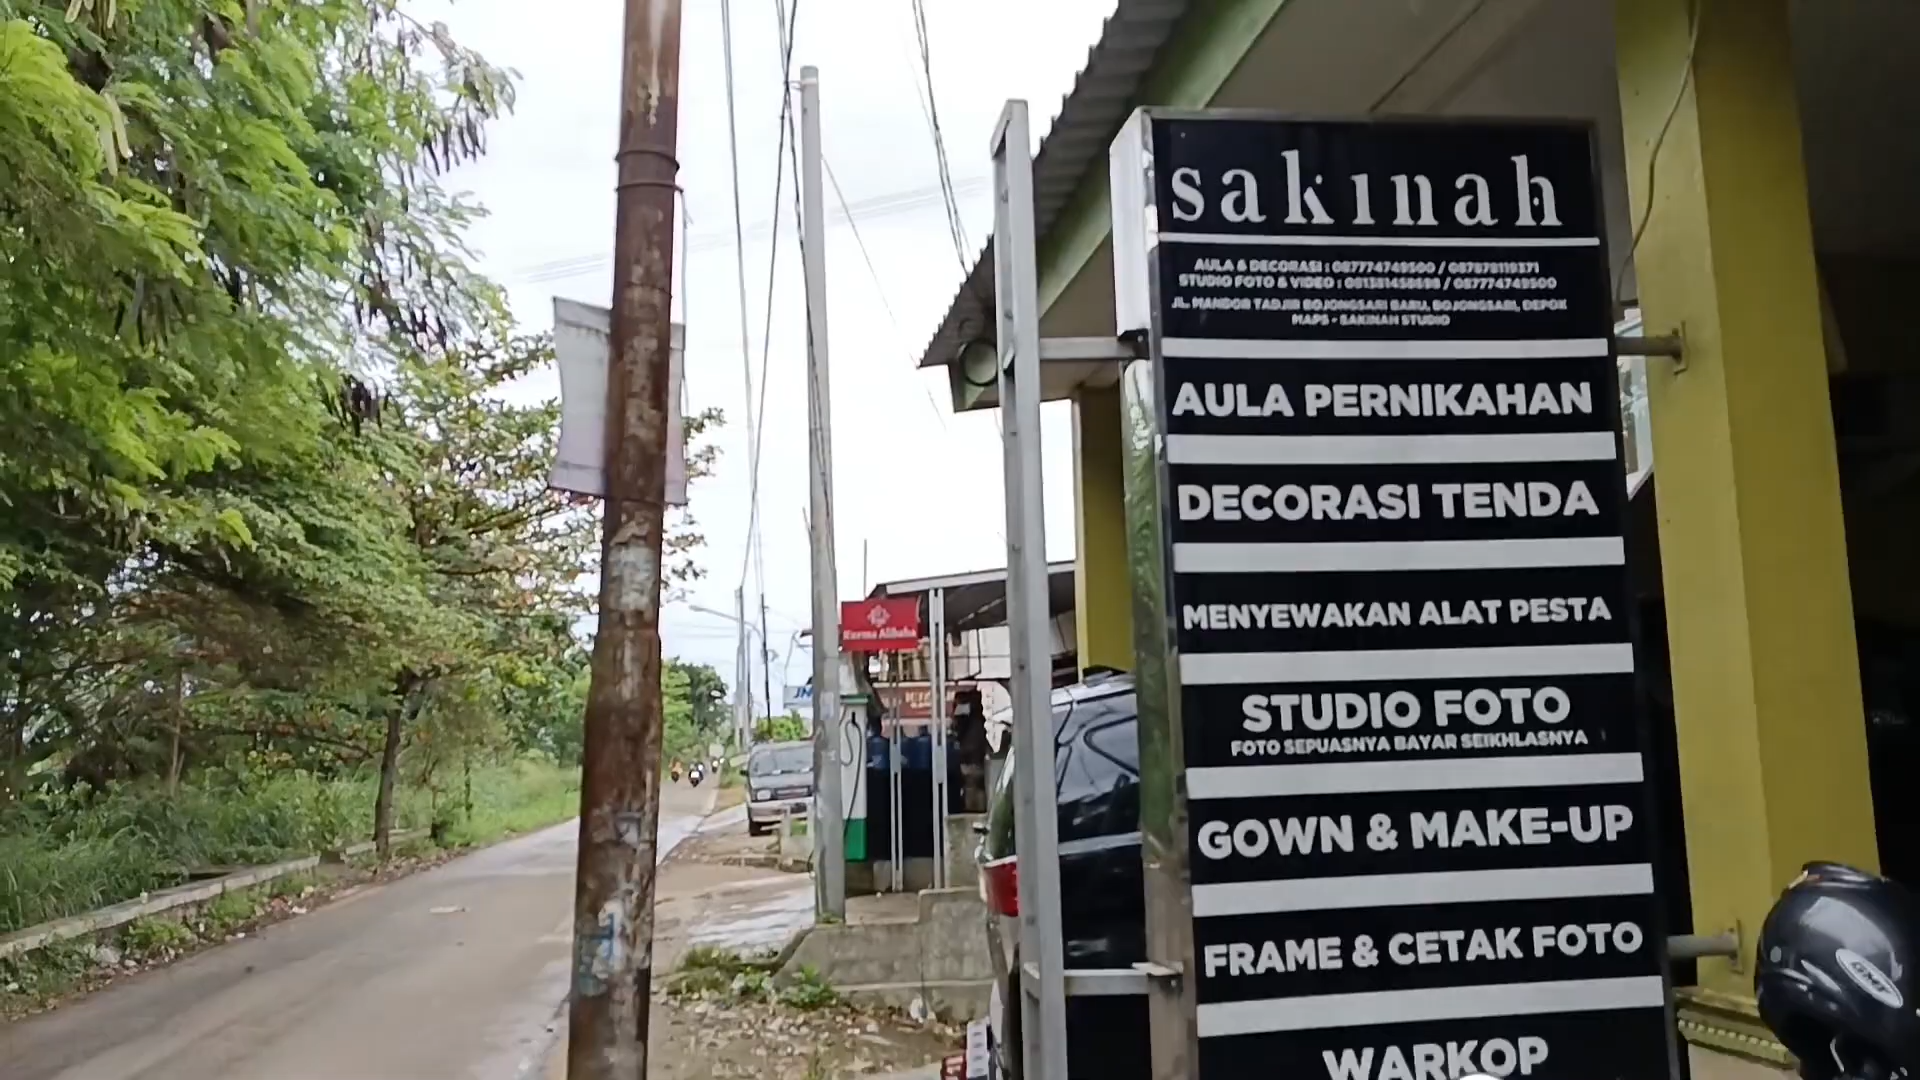 sakinah
AULA & DECORASI : 087774749500 / 087878119371
STUDIO FOTO & VIDEO : / 087774749500
JL. MANDOR TADJIR BOJONGSARI BARU, BOJONGSARI, DEPOK
MAPS - SAKINAH STUDIO
AULA PERNIKAHAN
DECORASI TENDA
MENYEWAKAN ALAT PESTA
STUDIO FOTO
FOTO SEPUASNYA BAYAR SEIKHLASNYA
GOWN & MAKE-UP
FRAME & CETAK FOTO
WARKOP
Kurma Alibaba
GMT